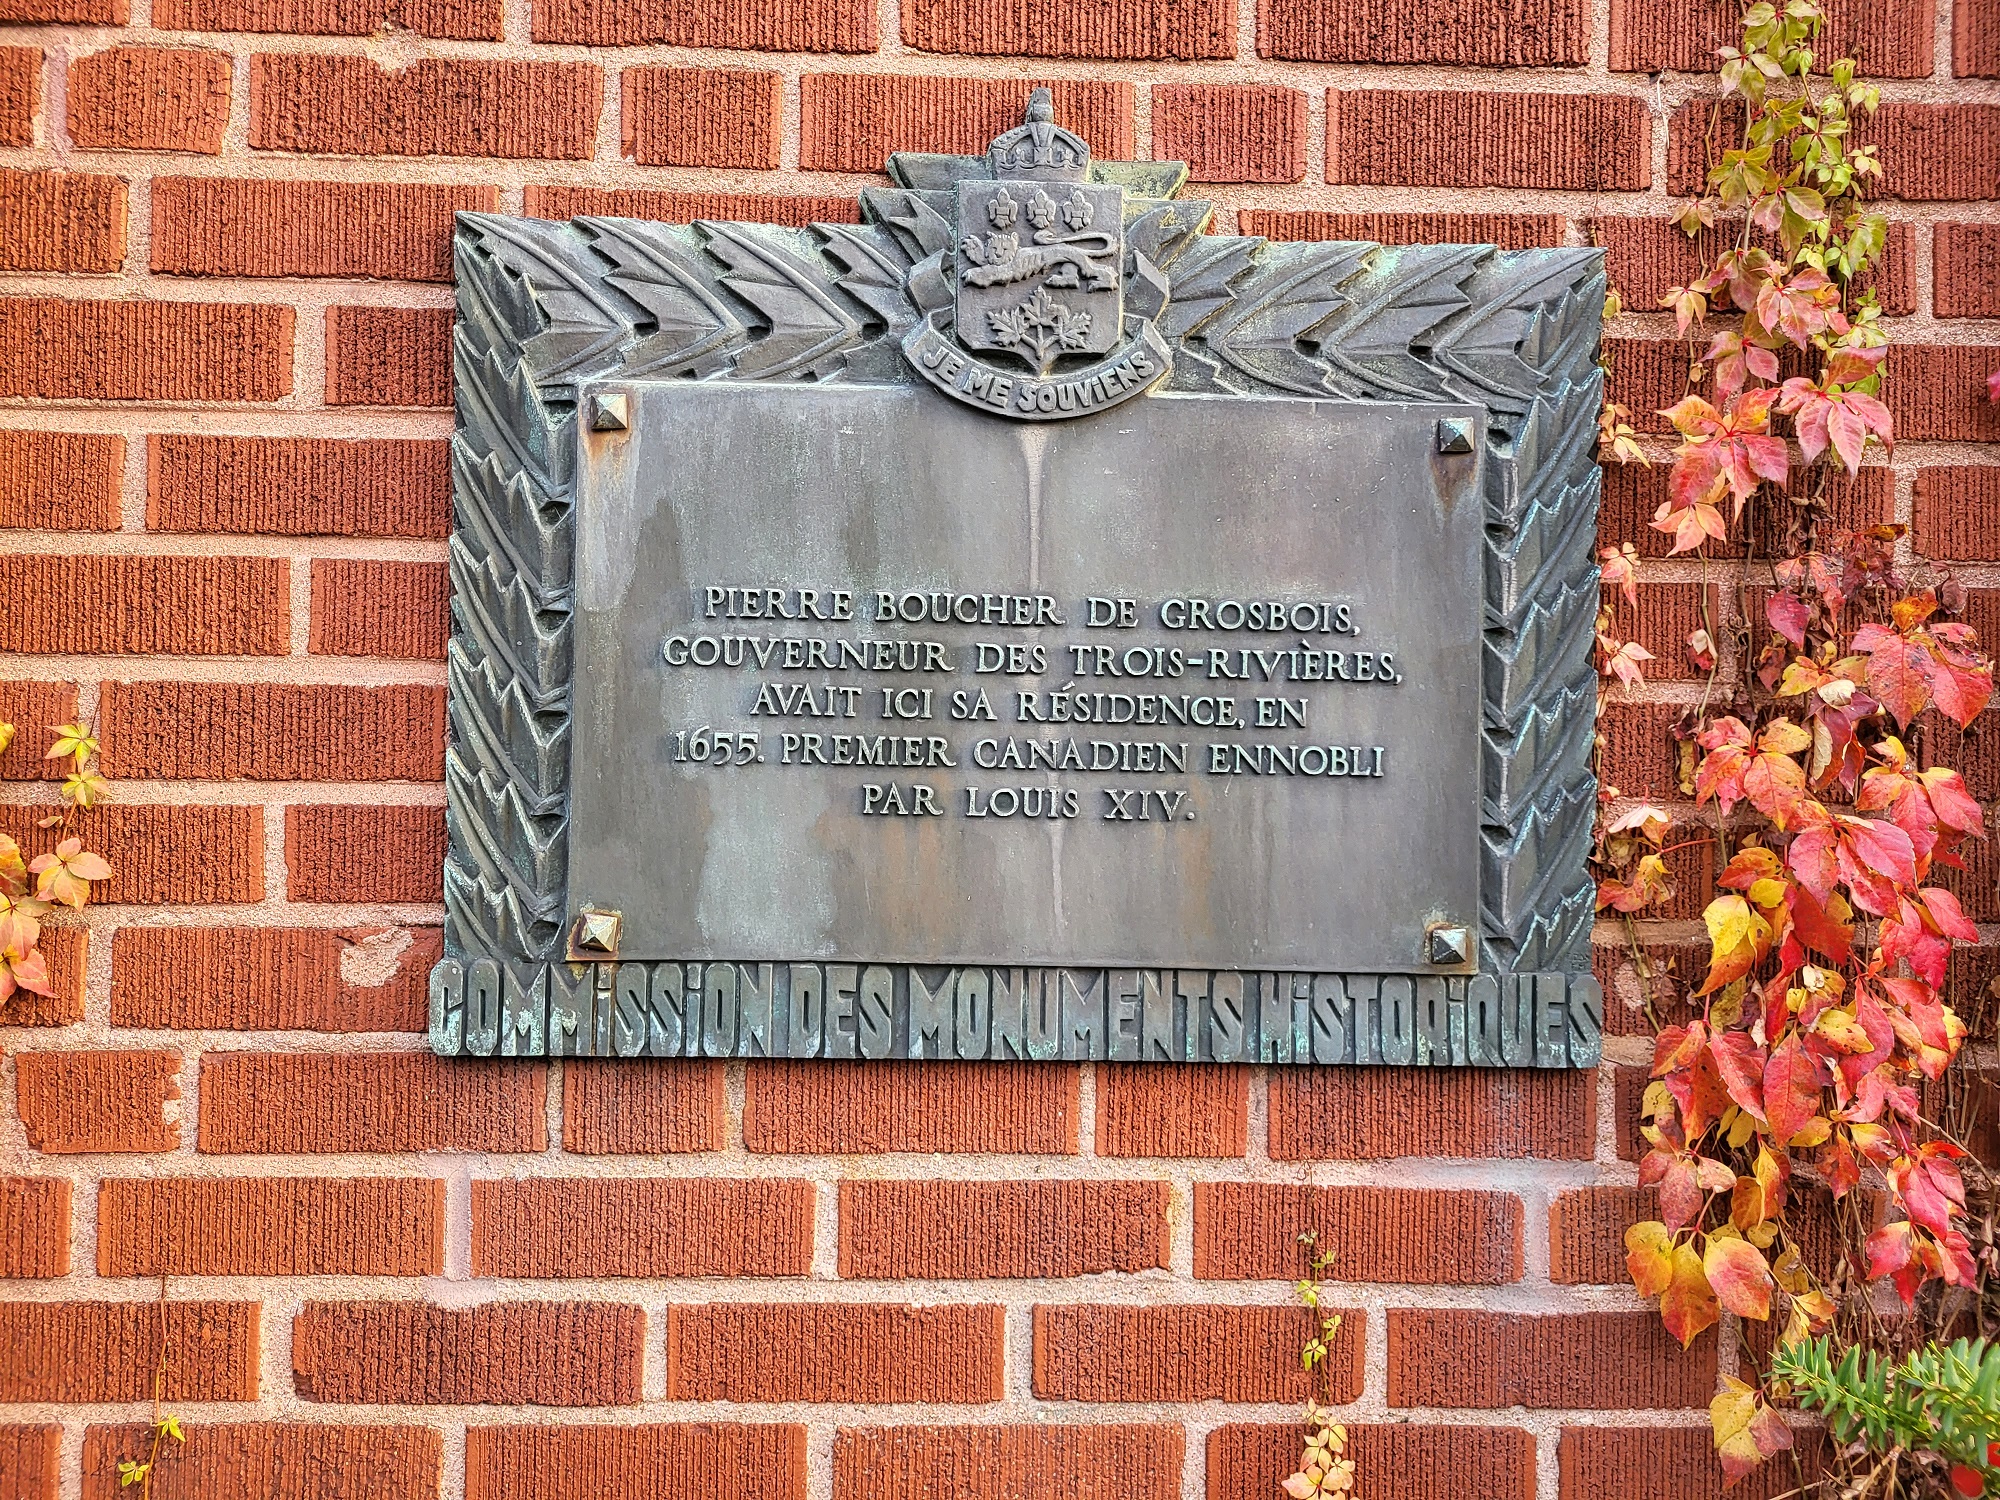 JE ME SOUVIENS
PIERRE BOUCHER DE GROSBOIS,
GOUVERNEUR DES TROIS-RIVIÈRES,
AVAIT ICI SA RÉSIDENCE, EN
1655. PREMIER CANADIEN ENNOBLI
PAR LOUIS XIV.
COMMiSSiON DES MONUMENTS HiSTORiQUES